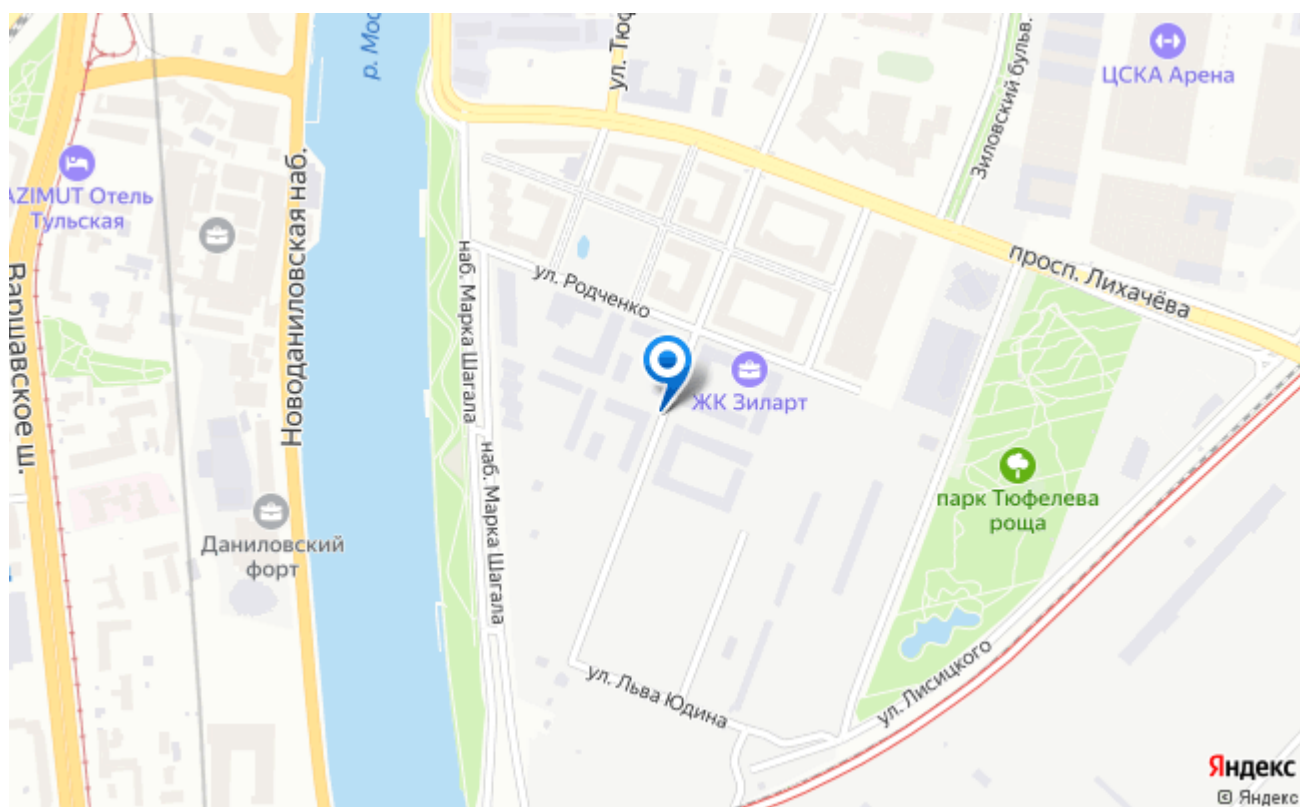 р. Мос
ул. Тюф
ЦСКА Арена
Зиловский бульв.
AZIMUT Отель
Тульская
Новоданиловская наб.
Варшавское ш.
наб. Марка Шагала
ул. Родченко
просп. Лихачёва
ЖК Зиларт
наб. Марка Шагала
парк Тюфелева
роща
Даниловский
форт
ул. Льва Юдина
ул. Лисицкого
Яндекс
© Яндекс